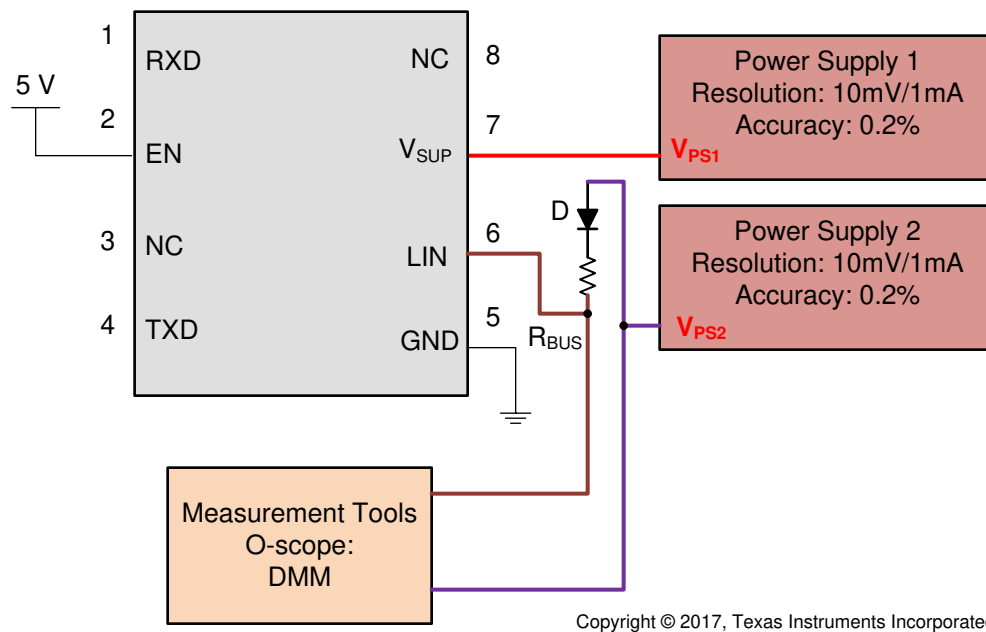 1
RXD
NC
8
5 V
2
EN
7
VSUP
3
NC
6
LIN
4
TXD
5
GND
D
RBUS
Power Supply 1
Resolution: 10mV/1mA
Accuracy: 0.2%
VPS1
Power Supply 2
Resolution: 10mV/1mA
Accuracy: 0.2%
VPS2
Measurement Tools
O-scope:
DMM
Copyright © 2017, Texas Instruments Incorporate